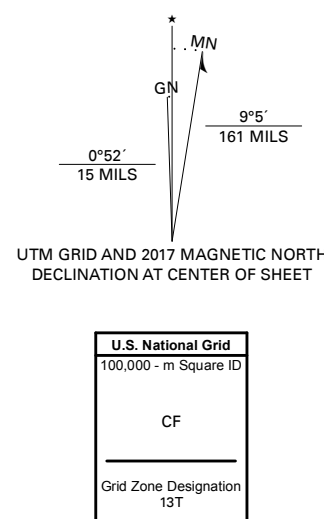 ★
MN
GN
9°5´
161 MILS
0°52´
15 MILS
UTM GRID AND 2017 MAGNETIC NORTH
DECLINATION AT CENTER OF SHEET
U.S. National Grid
100,000 - m Square ID
CF
Grid Zone Designation
13T